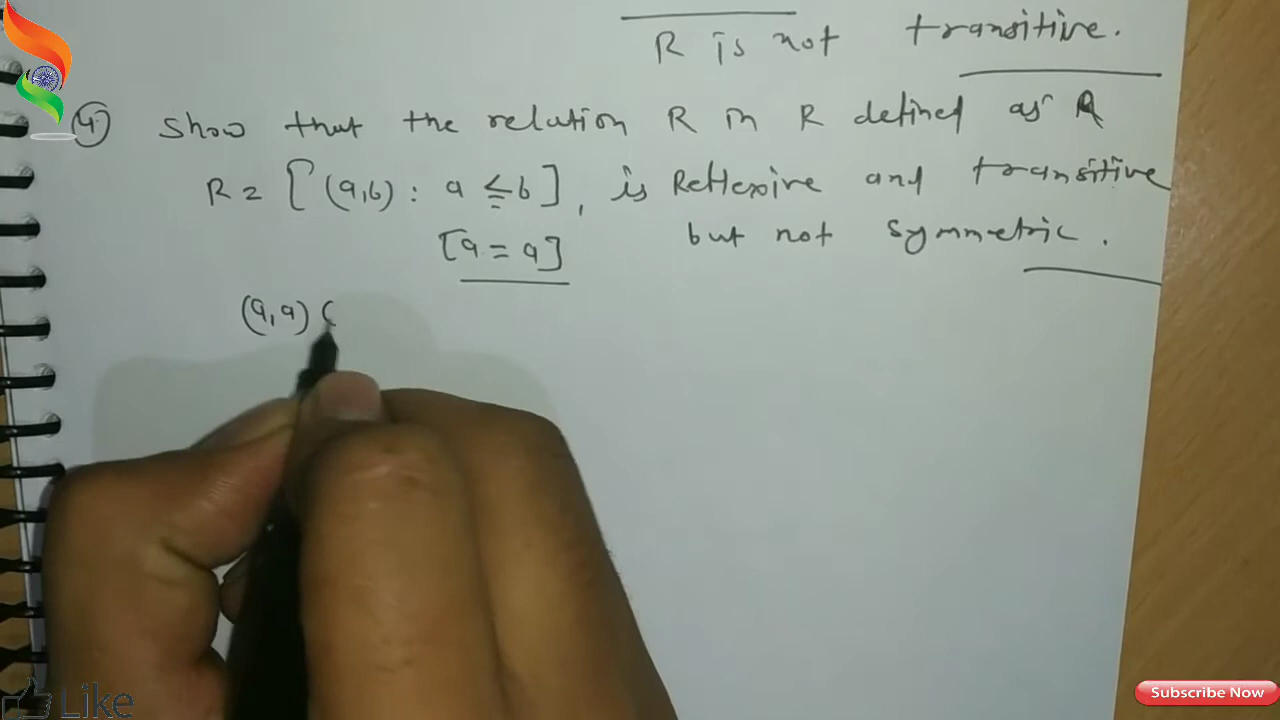 R is not transitive.
(4) Show that the relation R in R defined as R
R = [(a,b) : a ≤ b], is Reflexive and transitive
[a = a] but not symmetric.
(a,a) (
Like
Subscribe Now